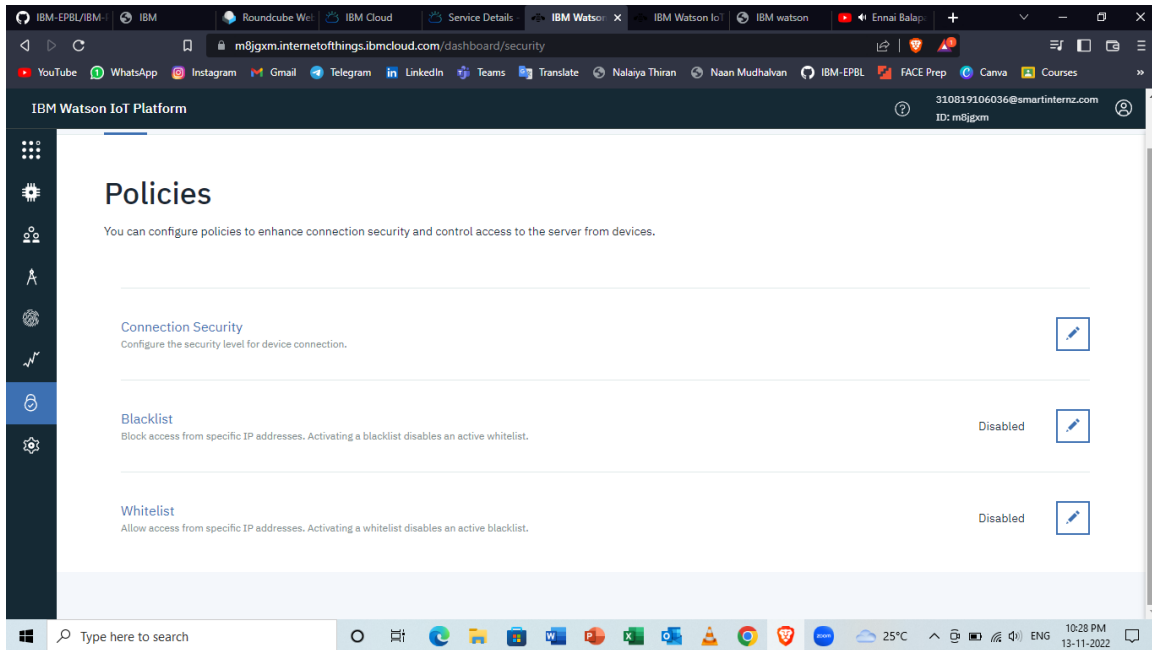 IBM-EPBL/IBM-
IBM
Roundcube Web
IBM Cloud
Service Details -
IBM Watson
IBM Watson IoT
IBM watson
Ennai Balap
m8jgxm.internetofthings.ibmcloud.com/dashboard/security
YouTube WhatsApp Instagram Gmail Telegram in LinkedIn Teams Translate Nalaiya Thiran Naan Mudhalvan IBM-EPBL FACE Prep Canva Courses »
IBM Watson IoT Platform
310819106036@smartinternz.com
ID: m8jgxm
Policies
You can configure policies to enhance connection security and control access to the server from devices.
Connection Security
Configure the security level for device connection.
Blacklist
Block access from specific IP addresses. Activating a blacklist disables an active whitelist.
Disabled
Whitelist
Allow access from specific IP addresses. Activating a whitelist disables an active blacklist.
Disabled
Type here to search
zoom
25°C
ENG
10:28 PM
13-11-2022